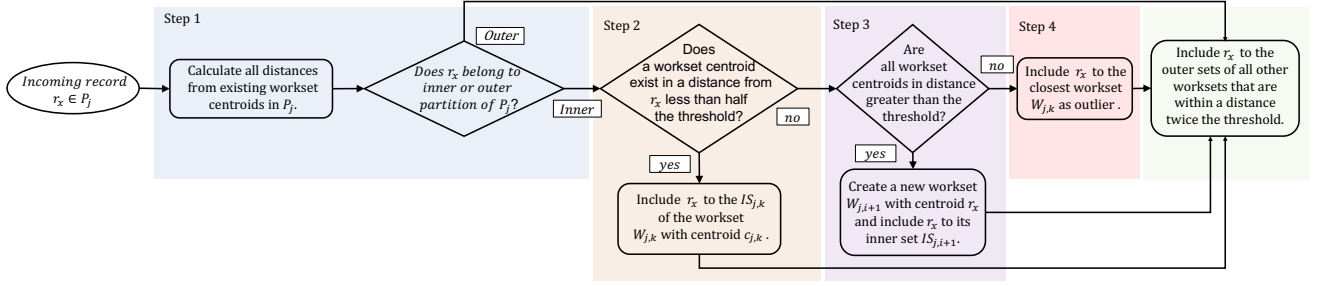 Step 1
Incoming record
r_x ∈ P_j
Calculate all distances
from existing workset
centroids in P_j.
Does r_x belong to
inner or outer
partition of P_j?
Outer
Inner
Step 2
Does
a workset centroid
exist in a distance from
r_x less than half
the threshold?
no
yes
Include r_x to the IS_{j,k}
of the workset
W_{j,k} with centroid c_{j,k} .
Step 3
Are
all workset
centroids in distance
greater than the
threshold?
no
yes
Create a new workset
W_{j,i+1} with centroid r_x
and include r_x to its
inner set IS_{j,i+1}.
Step 4
Include r_x to the
closest workset
W_{j,k} as outlier .
Include r_x to the
outer sets of all other
worksets that are
within a distance
twice the threshold.